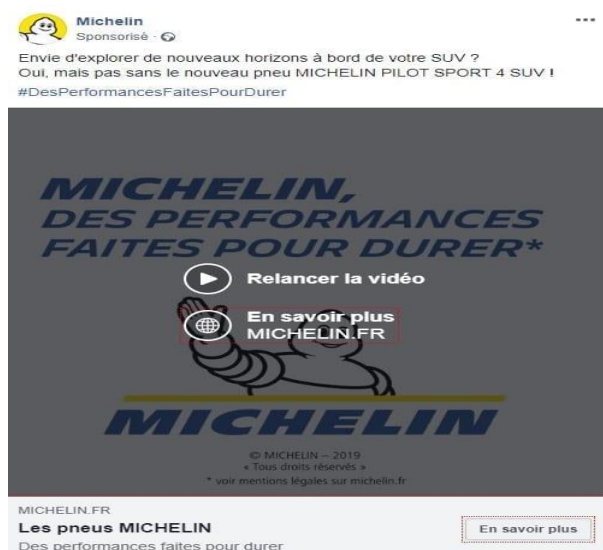 Michelin
Sponsorisé ·
Envie d'explorer de nouveaux horizons à bord de votre SUV ?
Oui, mais pas sans le nouveau pneu MICHELIN PILOT SPORT 4 SUV !
#DesPerformancesFaitesPourDurer
MICHELIN,
DES PERFORMANCES
FAITES POUR DURER*
Relancer la vidéo
En savoir plus
MICHELIN.FR
MICHELIN
© MICHELIN – 2019
« Tous droits réservés »
* voir mentions légales sur michelin.fr
MICHELIN.FR
Les pneus MICHELIN
En savoir plus
Des performances faites pour durer